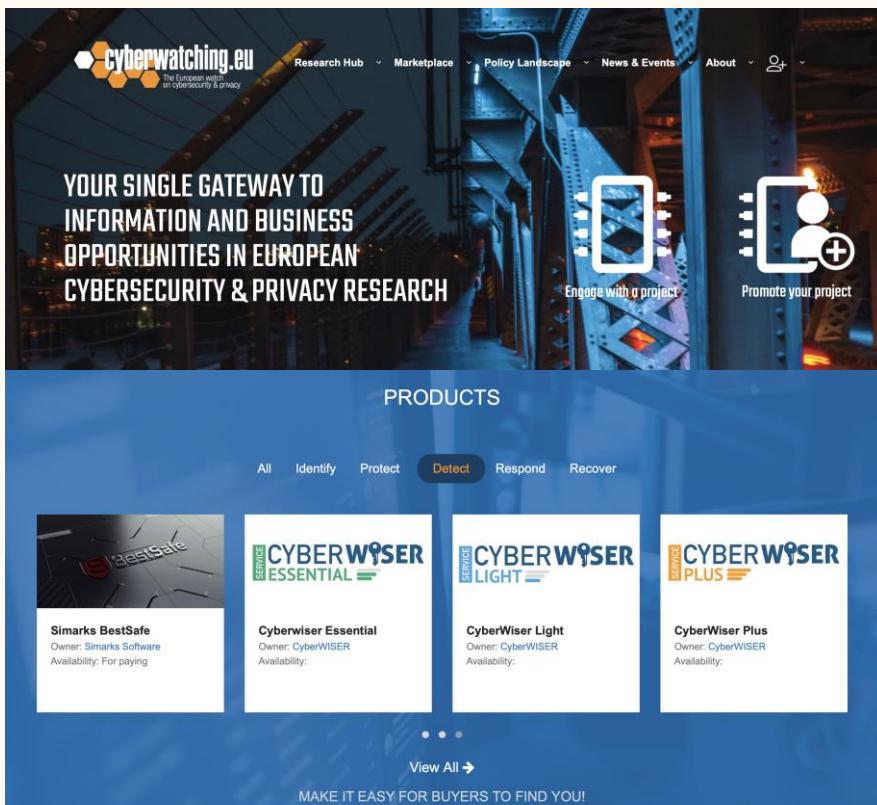 cyberwatching.eu
The European watch
on cybersecurity & privacy
Research Hub Marketplace Policy Landscape News & Events About
YOUR SINGLE GATEWAY TO
INFORMATION AND BUSINESS
OPPORTUNITIES IN EUROPEAN
CYBERSECURITY & PRIVACY RESEARCH
Engage with a project Promote your project
PRODUCTS
All Identify Protect Detect Respond Recover
BestSafe
SERVICE CYBERWISER ESSENTIAL
SERVICE CYBERWISER LIGHT
SERVICE CYBERWISER PLUS
Simarks BestSafe
Owner: Simarks Software
Availability: For paying
Cyberwiser Essential
Owner: CyberWISER
Availability:
CyberWiser Light
Owner: CyberWISER
Availability:
CyberWiser Plus
Owner: CyberWISER
Availability:
View All →
MAKE IT EASY FOR BUYERS TO FIND YOU!